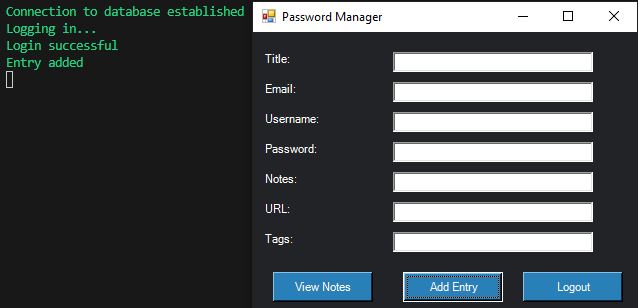 Connection to database established
Logging in...
Login successful
Entry added
Password Manager
Title:
Email:
Username:
Password:
Notes:
URL:
Tags:
View Notes
Add Entry
Logout